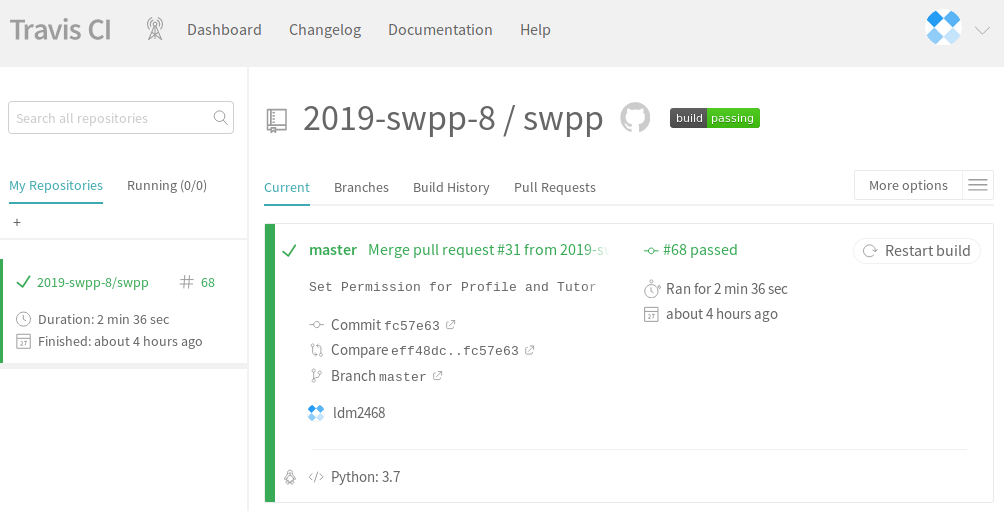 Travis CI
Dashboard Changelog Documentation Help
Search all repositories
My Repositories Running (0/0)
+
2019-swpp-8/swpp # 68
Duration: 2 min 36 sec
27 Finished: about 4 hours ago
2019-swpp-8 / swpp build passing
Current Branches Build History Pull Requests More options
master Merge pull request #31 from 2019-sw #68 passed Restart build
Set Permission for Profile and Tutor Ran for 2 min 36 sec
27 about 4 hours ago
Commit fc57e63
Compare eff48dc..fc57e63
Branch master
ldm2468
</> Python: 3.7